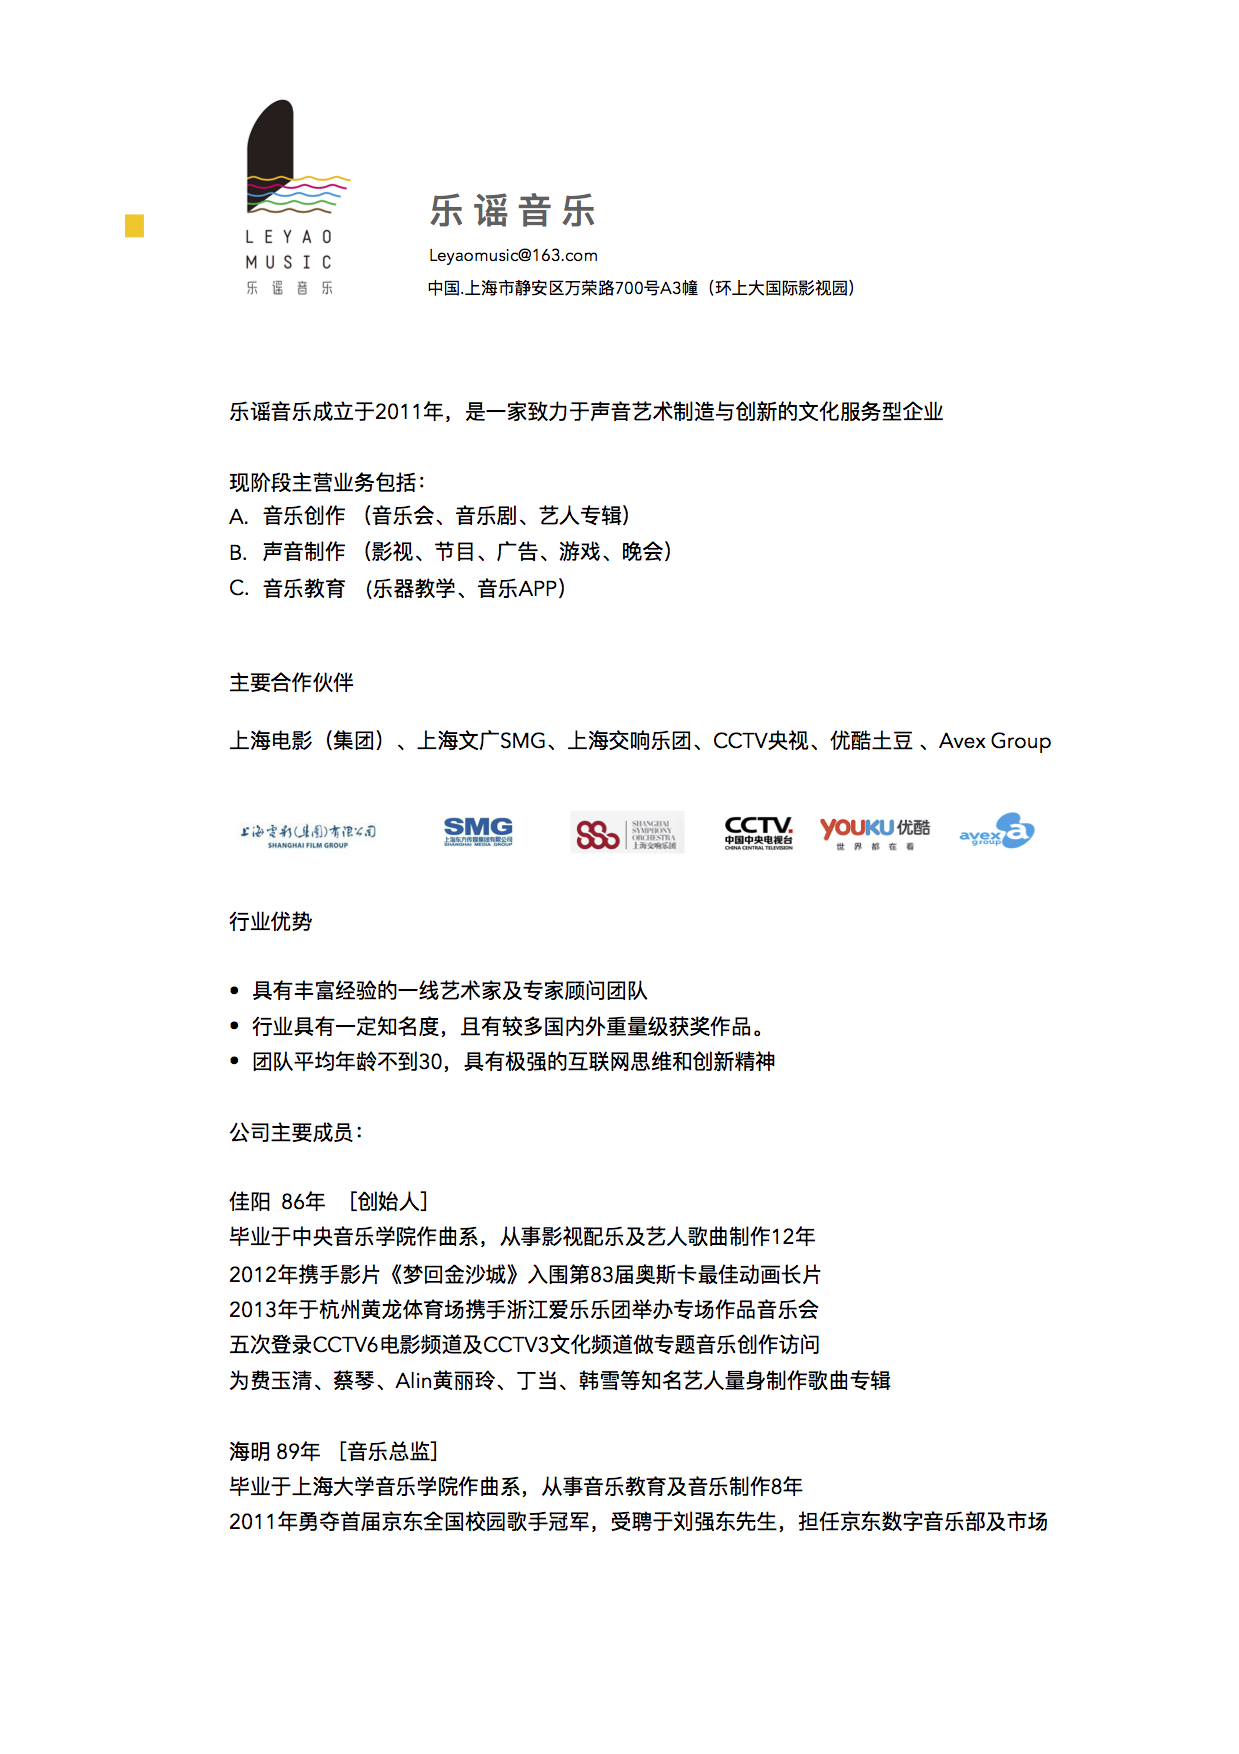 LEYAO
MUSIC
乐谣音乐
乐谣音乐
Leyaomusic@163.com
中国.上海市静安区万荣路700号A3幢（环上大国际影视园）
乐谣音乐成立于2011年，是一家致力于声音艺术制造与创新的文化服务型企业
现阶段主营业务包括：
A. 音乐创作 （音乐会、音乐剧、艺人专辑）
B. 声音制作 （影视、节目、广告、游戏、晚会）
C. 音乐教育 （乐器教学、音乐APP）
主要合作伙伴
上海电影（集团）、上海文广SMG、上海交响乐团、CCTV央视、优酷土豆 、Avex Group
上海電影(集團)有限公司
SHANGHAI FILM GROUP
SMG
上海东方传媒集团有限公司
SHANGHAI MEDIA GROUP
SSO
SHANGHAI
SYMPHONY
ORCHESTRA
上海交响乐团
CCTV.
中国中央电视台
CHINA CENTRAL TELEVISION
YOUKU优酷
世界都在看
avex
group
a
行业优势
• 具有丰富经验的一线艺术家及专家顾问团队
• 行业具有一定知名度，且有较多国内外重量级获奖作品。
• 团队平均年龄不到30，具有极强的互联网思维和创新精神
公司主要成员：
佳阳 86年 ［创始人］
毕业于中央音乐学院作曲系，从事影视配乐及艺人歌曲制作12年
2012年携手影片《梦回金沙城》入围第83届奥斯卡最佳动画长片
2013年于杭州黄龙体育场携手浙江爱乐乐团举办专场作品音乐会
五次登录CCTV6电影频道及CCTV3文化频道做专题音乐创作访问
为费玉清、蔡琴、Alin黄丽玲、丁当、韩雪等知名艺人量身制作歌曲专辑
海明 89年 ［音乐总监］
毕业于上海大学音乐学院作曲系，从事音乐教育及音乐制作8年
2011年勇夺首届京东全国校园歌手冠军，受聘于刘强东先生，担任京东数字音乐部及市场